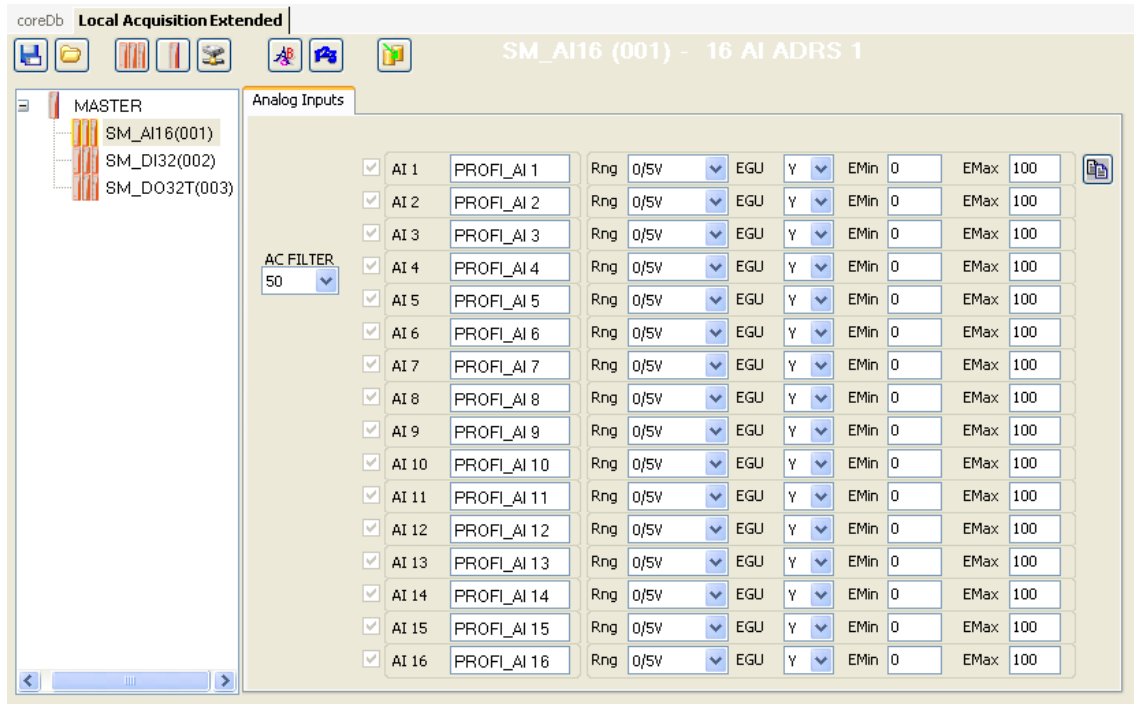 coreDb Local Acquisition Extended
SM_AI16 (001) - 16 AI ADRS 1
MASTER
SM_AI16(001)
SM_DI32(002)
SM_DO32T(003)
Analog Inputs
AC FILTER
50
AI 1 PROFI_AI 1 Rng 0/5V EGU Y EMin 0 EMax 100
AI 2 PROFI_AI 2 Rng 0/5V EGU Y EMin 0 EMax 100
AI 3 PROFI_AI 3 Rng 0/5V EGU Y EMin 0 EMax 100
AI 4 PROFI_AI 4 Rng 0/5V EGU Y EMin 0 EMax 100
AI 5 PROFI_AI 5 Rng 0/5V EGU Y EMin 0 EMax 100
AI 6 PROFI_AI 6 Rng 0/5V EGU Y EMin 0 EMax 100
AI 7 PROFI_AI 7 Rng 0/5V EGU Y EMin 0 EMax 100
AI 8 PROFI_AI 8 Rng 0/5V EGU Y EMin 0 EMax 100
AI 9 PROFI_AI 9 Rng 0/5V EGU Y EMin 0 EMax 100
AI 10 PROFI_AI 10 Rng 0/5V EGU Y EMin 0 EMax 100
AI 11 PROFI_AI 11 Rng 0/5V EGU Y EMin 0 EMax 100
AI 12 PROFI_AI 12 Rng 0/5V EGU Y EMin 0 EMax 100
AI 13 PROFI_AI 13 Rng 0/5V EGU Y EMin 0 EMax 100
AI 14 PROFI_AI 14 Rng 0/5V EGU Y EMin 0 EMax 100
AI 15 PROFI_AI 15 Rng 0/5V EGU Y EMin 0 EMax 100
AI 16 PROFI_AI 16 Rng 0/5V EGU Y EMin 0 EMax 100